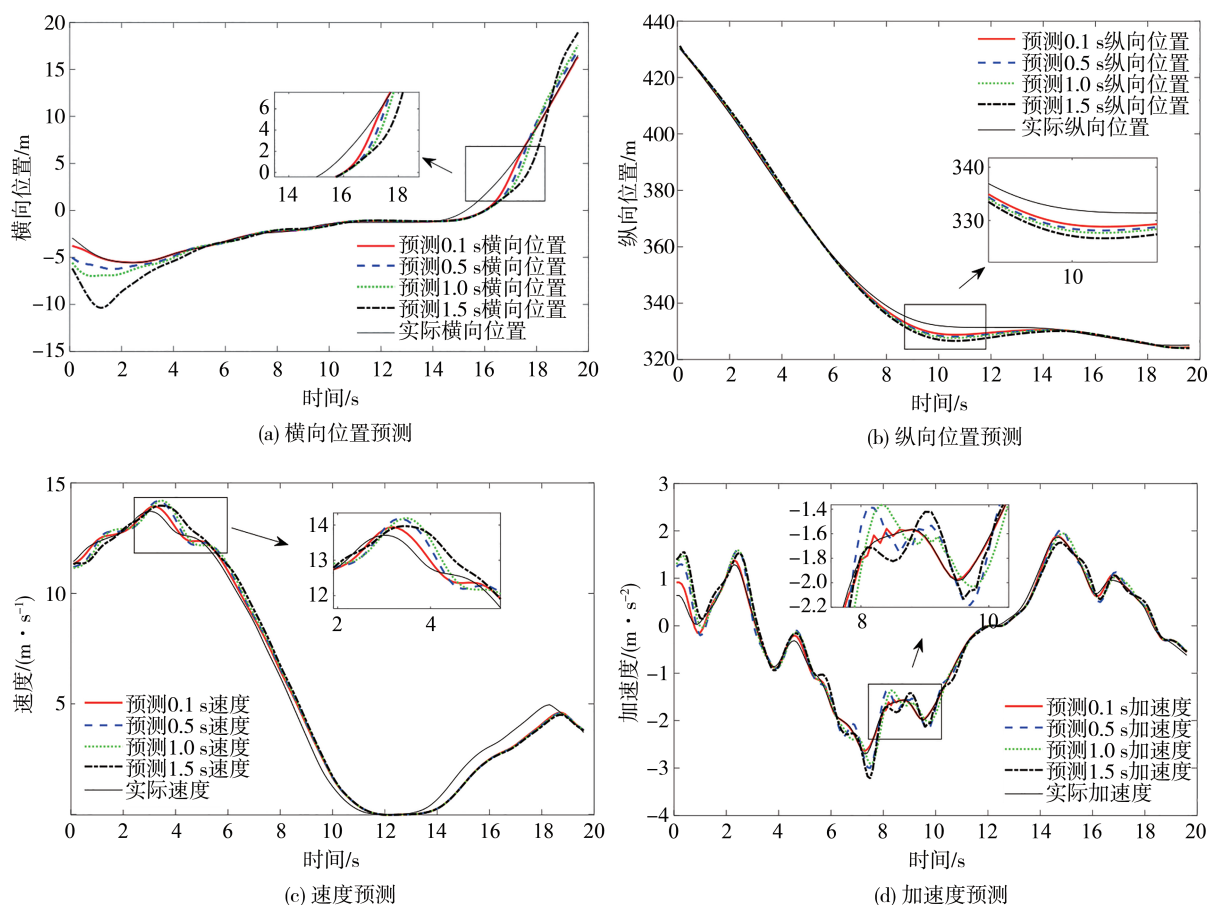 20
15
10
5
0
−5
−10
−15
横向位置/m
6
4
2
0
14 16 18
预测0.1 s横向位置
预测0.5 s横向位置
预测1.0 s横向位置
预测1.5 s横向位置
实际横向位置
0 2 4 6 8 10 12 14 16 18 20
时间/s
(a) 横向位置预测
440
420
400
380
360
340
320
纵向位置/m
预测0.1 s纵向位置
预测0.5 s纵向位置
预测1.0 s纵向位置
预测1.5 s纵向位置
实际纵向位置
340
330
10
0 2 4 6 8 10 12 14 16 18 20
时间/s
(b) 纵向位置预测
15
10
5
速度/(m·s⁻¹)
14
13
12
2 4
预测0.1 s速度
预测0.5 s速度
预测1.0 s速度
预测1.5 s速度
实际速度
0 2 4 6 8 10 12 14 16 18 20
时间/s
(c) 速度预测
3
2
1
0
−1
−2
−3
−4
加速度/(m·s⁻²)
−1.4
−1.6
−1.8
−2.0
−2.2
8 10
预测0.1 s加速度
预测0.5 s加速度
预测1.0 s加速度
预测1.5 s加速度
实际加速度
0 2 4 6 8 10 12 14 16 18 20
时间/s
(d) 加速度预测